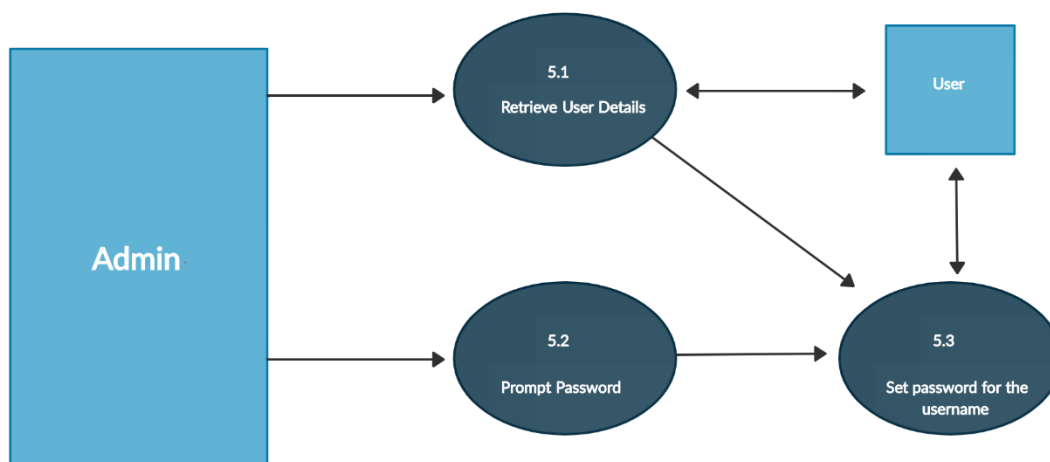 5.1
Retrieve User Details
User
Admin
5.2
Prompt Password
5.3
Set password for the
username